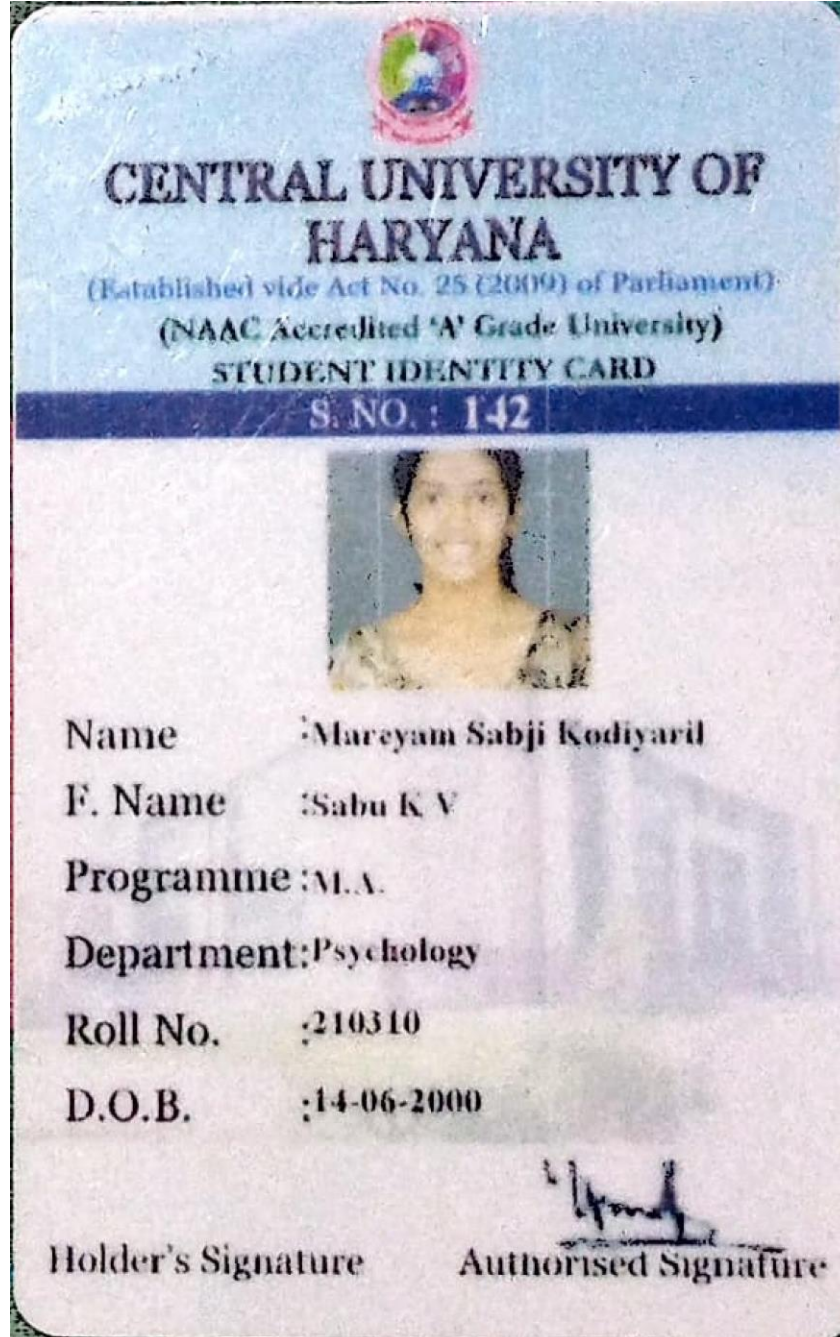 CENTRAL UNIVERSITY OF
HARYANA
(Established vide Act No. 25 (2009) of Parliament)
(NAAC Accredited 'A' Grade University)
STUDENT IDENTITY CARD
S. NO. : 142
Name :Mareyam Sabji Kodiyaril
F. Name :Sabu K V
Programme :M.A.
Department:Psychology
Roll No. :210310
D.O.B. :14-06-2000
Holder's Signature Authorised Signature